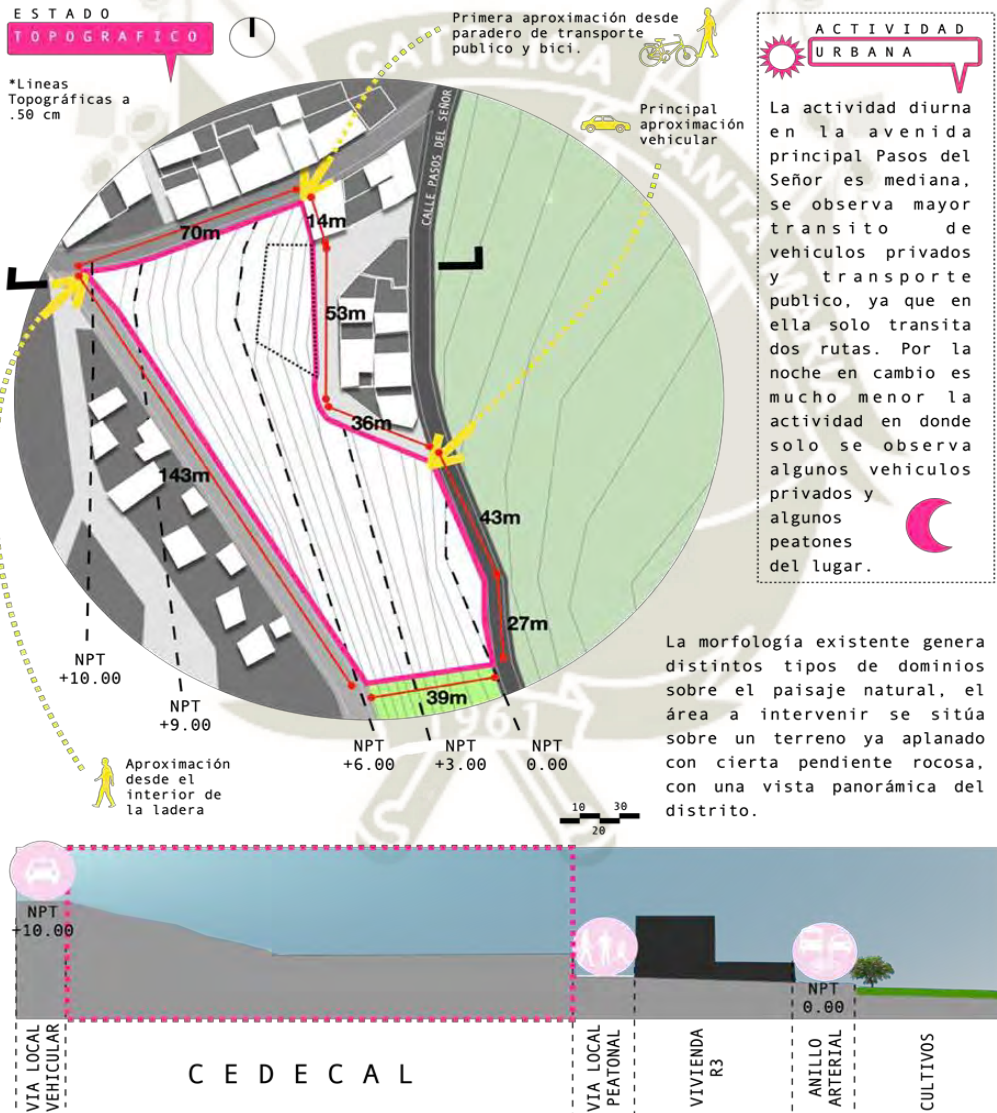 ESTADO
TOPOGRAFICO
*Lineas
Topográficas a
.50 cm
Primera aproximación desde
paradero de transporte
publico y bici.
Principal
aproximación
vehicular
CALLE PASOS DEL SEÑOR
70m
14m
53m
36m
143m
43m
27m
39m
NPT
+10.00
NPT
+9.00
NPT
+6.00
NPT
+3.00
NPT
0.00
Aproximación
desde el
interior de
la ladera
10 30
20
ACTIVIDAD
URBANA
La actividad diurna
en la avenida
principal Pasos del
Señor es mediana,
se observa mayor
transito de
vehiculos privados
y transporte
publico, ya que en
ella solo transita
dos rutas. Por la
noche en cambio es
mucho menor la
actividad en donde
solo se observa
algunos vehiculos
privados y
algunos
peatones
del lugar.
La morfología existente genera
distintos tipos de dominios
sobre el paisaje natural, el
área a intervenir se sitúa
sobre un terreno ya aplanado
con cierta pendiente rocosa,
con una vista panorámica del
distrito.
CATÓLICA
SANTA MARÍA
961
NPT
+10.00
NPT
0.00
VIA LOCAL
VEHICULAR
CEDECAL
VIA LOCAL
PEATONAL
VIVIENDA
R3
ANILLO
ARTERIAL
CULTIVOS